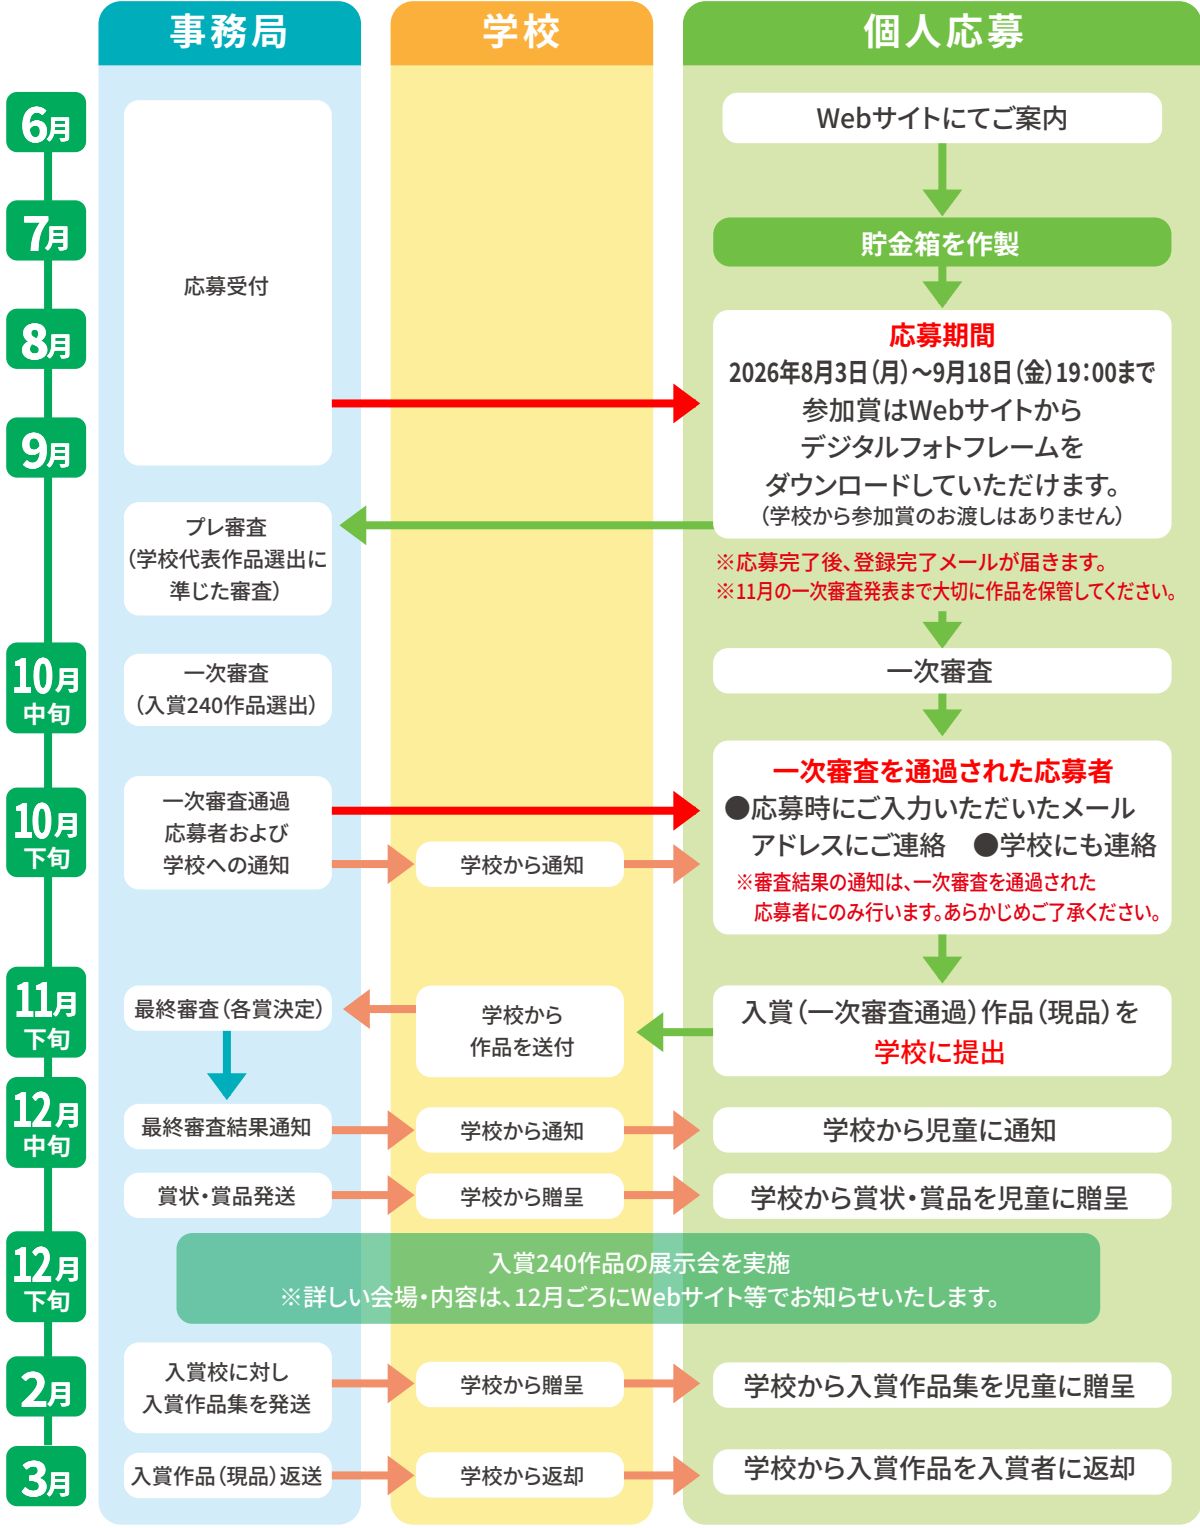 事務局
学校
個人応募
6月
Webサイトにてご案内
7月
貯金箱を作製
応募受付
8月
応募期間
2026年8月3日(月)～9月18日(金)19:00まで
参加賞はWebサイトから
デジタルフォトフレームを
ダウンロードしていただけます。
(学校から参加賞のお渡しはありません)
9月
プレ審査
(学校代表作品選出に
準じた審査)
※応募完了後、登録完了メールが届きます。
※11月の一次審査発表まで大切に作品を保管してください。
10月
中旬
一次審査
(入賞240作品選出)
一次審査
10月
下旬
一次審査通過
応募者および
学校への通知
学校から通知
一次審査を通過された応募者
●応募時にご入力いただいたメール
アドレスにご連絡 ●学校にも連絡
※審査結果の通知は、一次審査を通過された
応募者にのみ行います。あらかじめご了承ください。
11月
下旬
最終審査(各賞決定)
学校から
作品を送付
入賞(一次審査通過)作品(現品)を
学校に提出
12月
中旬
最終審査結果通知
学校から通知
学校から児童に通知
賞状・賞品発送
学校から贈呈
学校から賞状・賞品を児童に贈呈
12月
下旬
入賞240作品の展示会を実施
※詳しい会場・内容は、12月ごろにWebサイト等でお知らせいたします。
2月
入賞校に対し
入賞作品集を発送
学校から贈呈
学校から入賞作品集を児童に贈呈
3月
入賞作品(現品)返送
学校から返却
学校から入賞作品を入賞者に返却